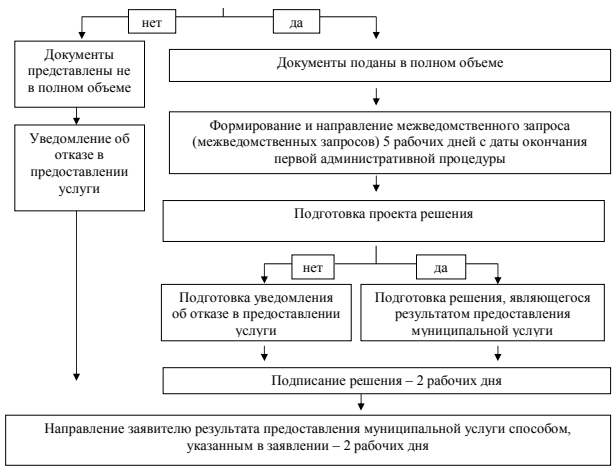 нет
да
Документы
представлены не
в полном объеме
Документы поданы в полном объеме
Уведомление об
отказе в
предоставлении
услуги
Формирование и направление межведомственного запроса
(межведомственных запросов) 5 рабочих дней с даты окончания
первой административной процедуры
Подготовка проекта решения
нет
да
Подготовка уведомления
об отказе в предоставлении
услуги
Подготовка решения, являющегося
результатом предоставления
муниципальной услуги
Подписание решения – 2 рабочих дня
Направление заявителю результата предоставления муниципальной услуги способом,
указанным в заявлении – 2 рабочих дня